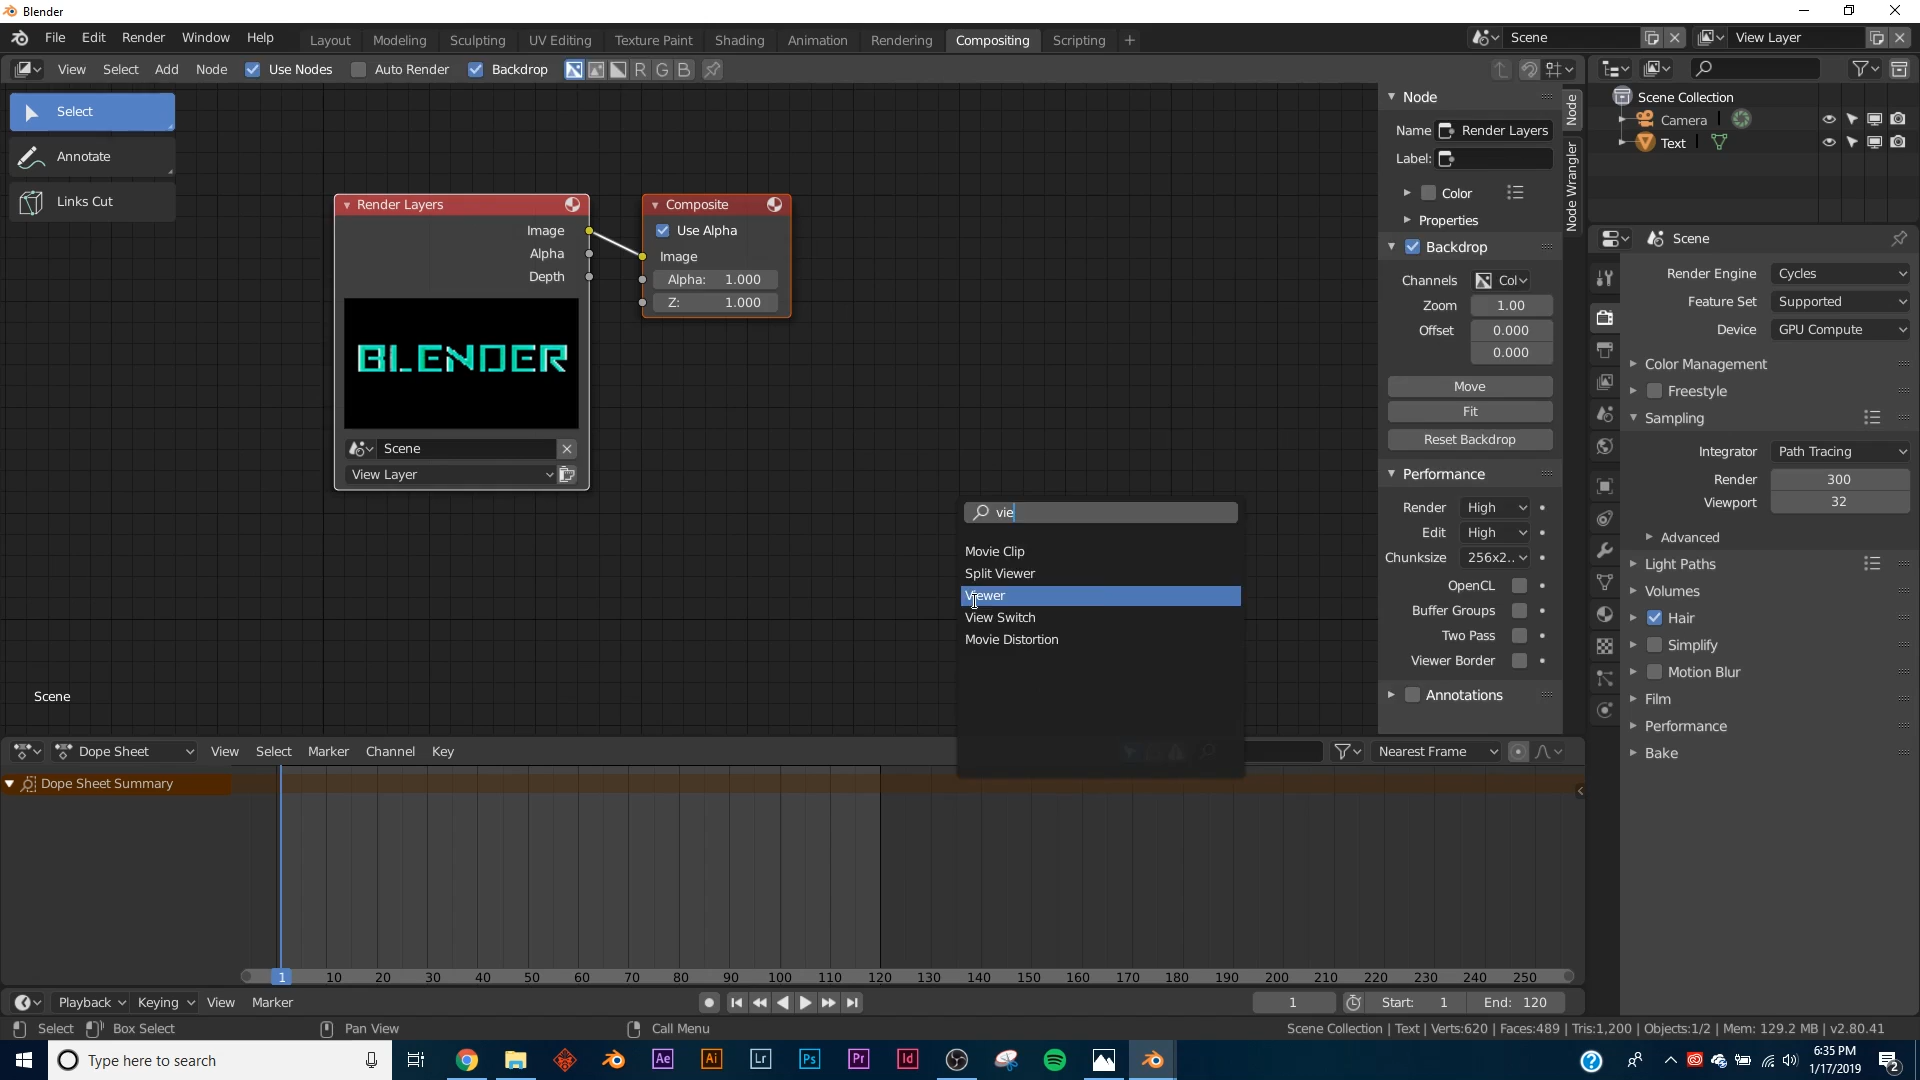 Blender
File Edit Render Window Help Layout Modeling Sculpting UV Editing Texture Paint Shading Animation Rendering Compositing Scripting + Scene View Layer
View Select Add Node Use Nodes Auto Render Backdrop R G B
Select
Annotate
Links Cut
Render Layers
Image
Alpha
Depth
BLENDER
Scene
View Layer
Composite
Use Alpha
Image
Alpha: 1.000
Z: 1.000
vie
Movie Clip
Split Viewer
Viewer
View Switch
Movie Distortion
Scene
Node
Name Render Layers
Label:
Color
Properties
Backdrop
Channels Col
Zoom 1.00
Offset 0.000
0.000
Move
Fit
Reset Backdrop
Performance
Render High
Edit High
Chunksize 256x2..
OpenCL
Buffer Groups
Two Pass
Viewer Border
Annotations
Node
Node Wrangler
Scene Collection
Camera
Text
Scene
Render Engine Cycles
Feature Set Supported
Device GPU Compute
Color Management
Freestyle
Sampling
Integrator Path Tracing
Render 300
Viewport 32
Advanced
Light Paths
Volumes
Hair
Simplify
Motion Blur
Film
Performance
Bake
Dope Sheet View Select Marker Channel Key Nearest Frame
Dope Sheet Summary
1 10 20 30 40 50 60 70 80 90 100 110 120 130 140 150 160 170 180 190 200 210 220 230 240 250
Playback Keying View Marker 1 Start: 1 End: 120
Select Box Select Pan View Call Menu Scene Collection | Text | Verts:620 | Faces:489 | Tris:1,200 | Objects:1/2 | Mem: 129.2 MB | v2.80.41
Type here to search Ae Ai Lr Ps Pr Id 6:35 PM
1/17/2019 2